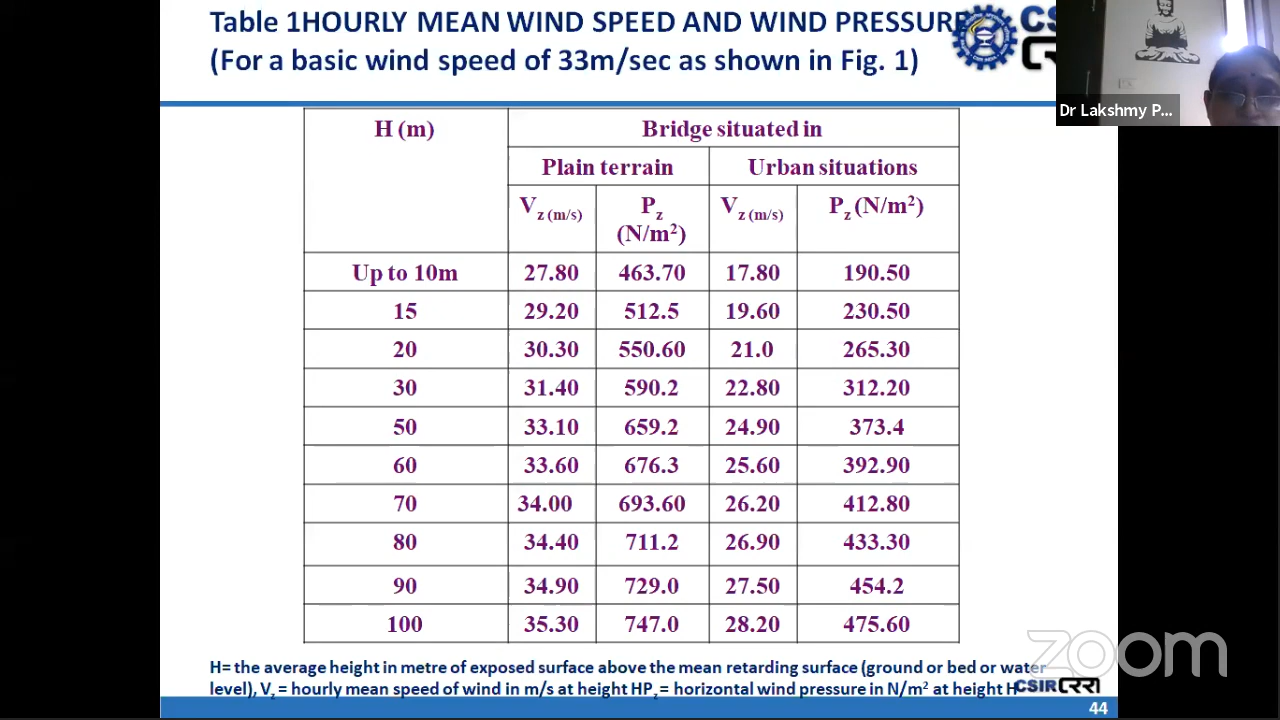 Table 1HOURLY MEAN WIND SPEED AND WIND PRESSURE
(For a basic wind speed of 33m/sec as shown in Fig. 1)
Dr Lakshmy P...
H (m) Bridge situated in
Plain terrain Urban situations
Vz (m/s) Pz (N/m²) Vz (m/s) Pz (N/m²)
Up to 10m 27.80 463.70 17.80 190.50
15 29.20 512.5 19.60 230.50
20 30.30 550.60 21.0 265.30
30 31.40 590.2 22.80 312.20
50 33.10 659.2 24.90 373.4
60 33.60 676.3 25.60 392.90
70 34.00 693.60 26.20 412.80
80 34.40 711.2 26.90 433.30
90 34.90 729.0 27.50 454.2
100 35.30 747.0 28.20 475.60
H= the average height in metre of exposed surface above the mean retarding surface (ground or bed or water
level), Vz = hourly mean speed of wind in m/s at height HPz = horizontal wind pressure in N/m² at height H
CSIR CRRI
zoom
44